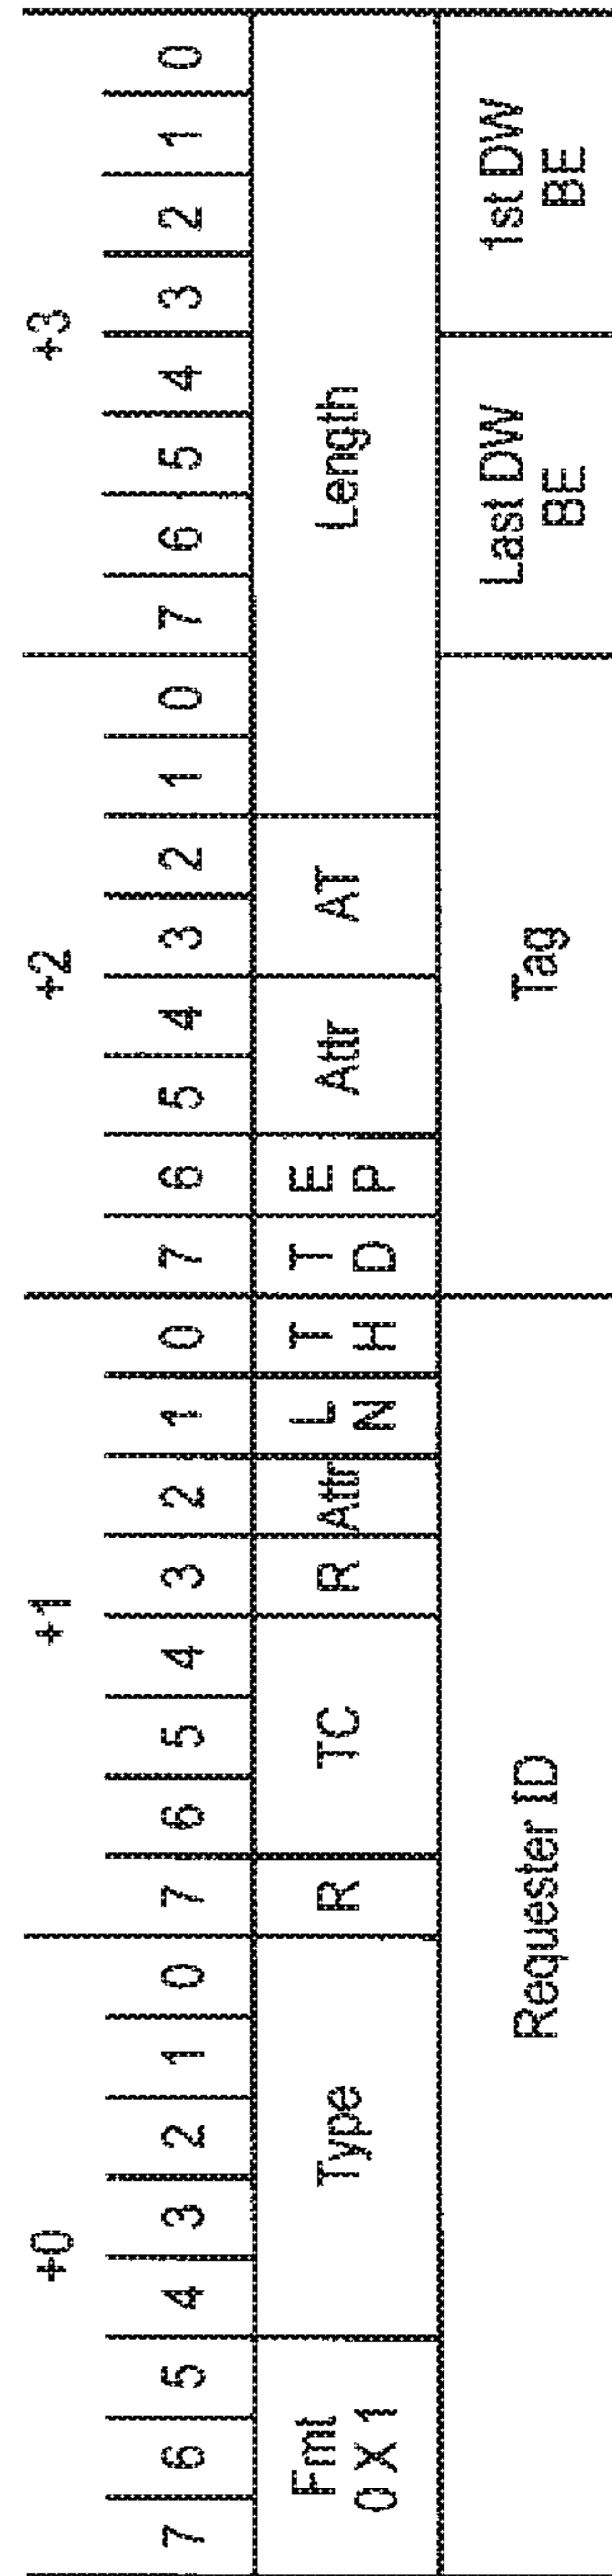 +0 +1 +2 +3
7 6 5 4 3 2 1 0 7 6 5 4 3 2 1 0 7 6 5 4 3 2 1 0 7 6 5 4 3 2 1 0
Fmt
0 X 1
Type
R
TC
R
Attr
L
N
T
H
T
D
E
P
Attr
AT
Length
Requester ID
Tag
Last DW
BE
1st DW
BE